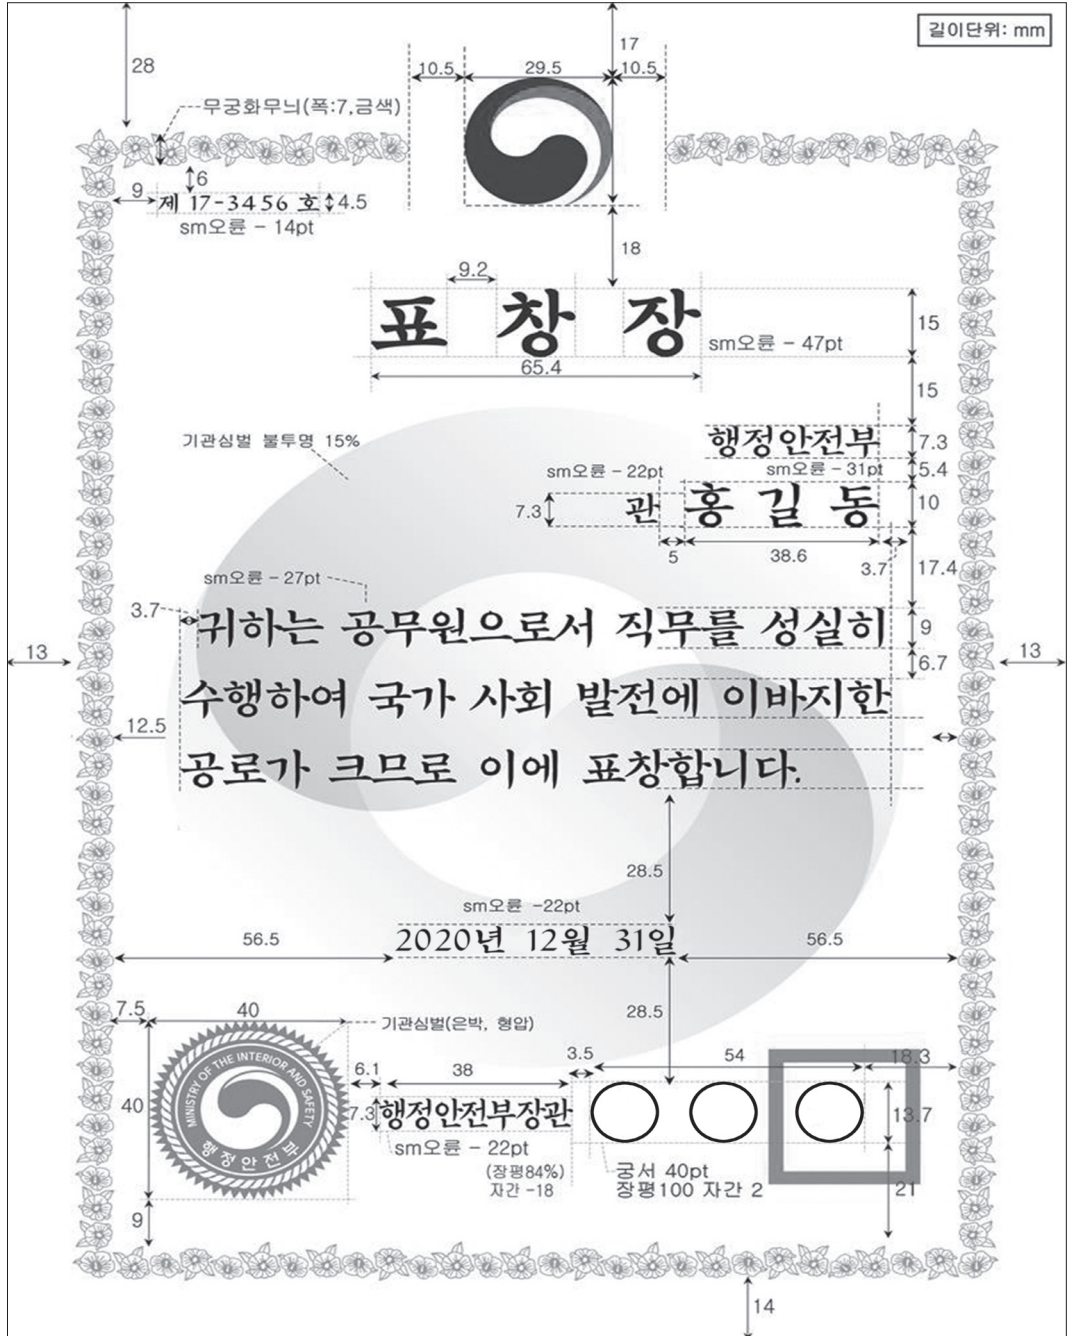 길이단위: mm
17
28
10.5 29.5 10.5
무궁화무늬(폭:7,금색)
6
9
제 17-3456 호 4.5
sm오륜 - 14pt
18
9.2
표 창 장
15
sm오륜 - 47pt
65.4
15
기관심벌 불투명 15%
행정안전부
7.3
sm오륜 - 22pt
sm오륜 - 31pt
5.4
7.3
관 홍 길 동
10
5
38.6
3.7
17.4
sm오륜 - 27pt
3.7
귀하는 공무원으로서 직무를 성실히
9
13
6.7
13
수행하여 국가 사회 발전에 이바지한
12.5
공로가 크므로 이에 표창합니다.
28.5
sm오륜 -22pt
56.5
2020년 12월 31일
56.5
7.5
40
28.5
기관심벌(은박, 형압)
MINISTRY OF THE INTERIOR AND SAFETY
행정안전부
40
6.1
38
3.5
54
18.3
7.3
행정안전부장관
13.7
sm오륜 - 22pt
(장평84%)
자간 -18
궁서 40pt
장평100 자간 2
21
9
14